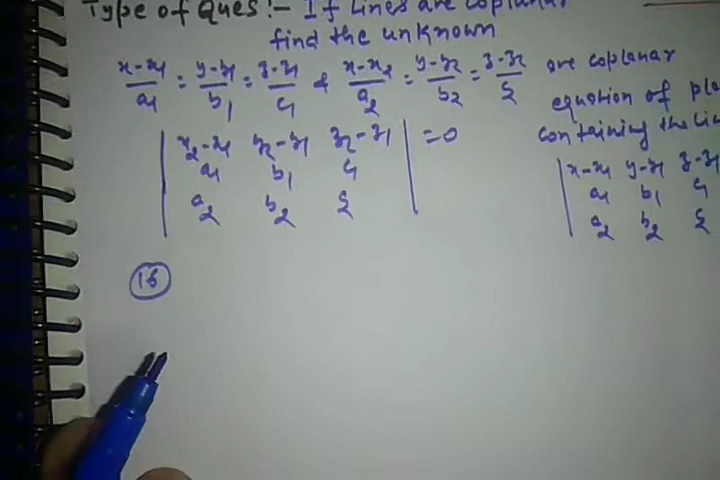 Type of Ques:- If Lines are coplanar
find the unknown
x-x1/a1 = y-y1/b1 = z-z1/c1 & x-x2/a2 = y-y2/b2 = z-z2/c2 are coplanar
| x2-x1 y2-y1 z2-z1 | = 0
a1 b1 c1
a2 b2 c2
equation of
containing the
| x-x1 y-y1 z-z1
a1 b1 c1
a2 b2 c2
16